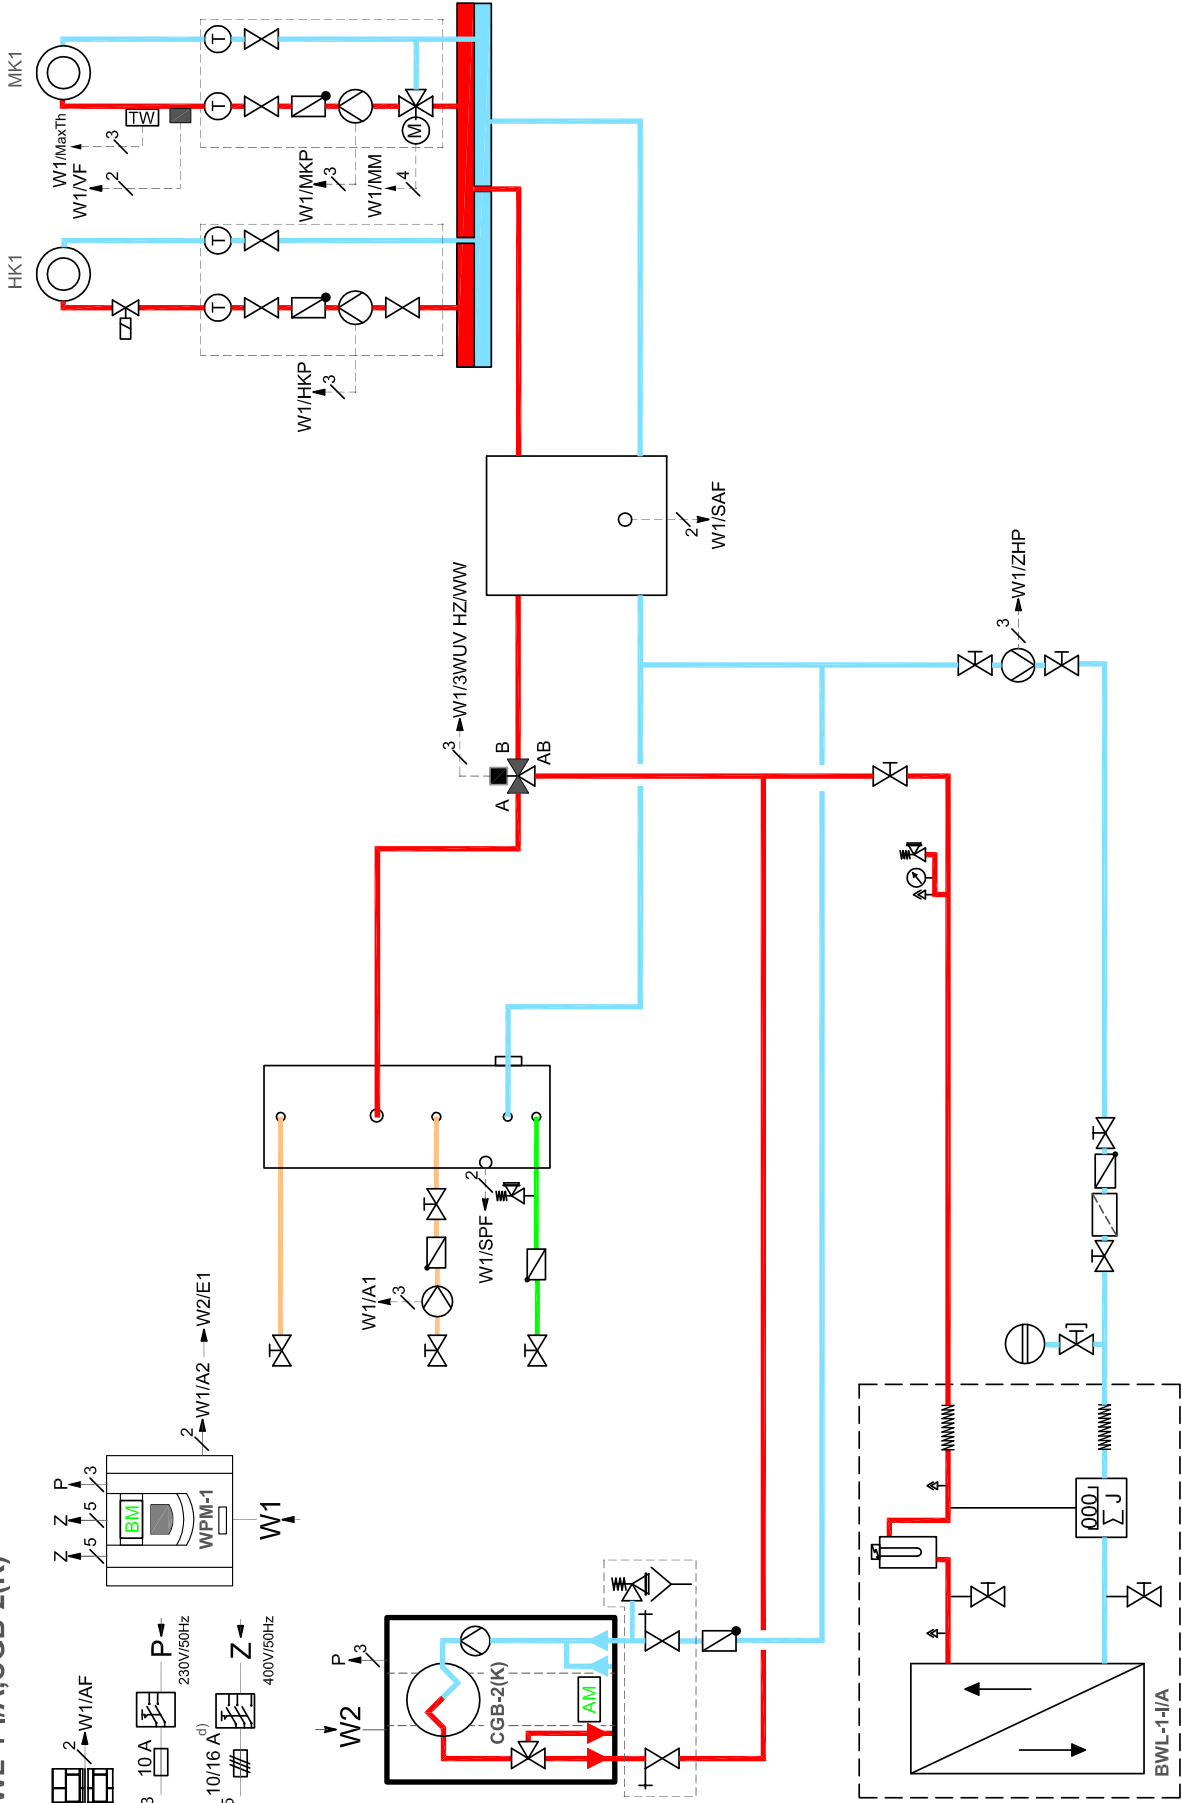 MK1
TW
T
T
M
W1/MaxTh
3
W1/VF
2
W1/MKP
3
W1/MM
4
HK1
T
T
W1/HKP
3
W1/SAF
2
W1/3WUV HZ/WW
3
A
B
AB
W1/ZHP
3
W1/A1
3
W1/SPF
2
W1/A2
W2/E1
2
P
3
Z
5
Z
5
BM
WPM-1
W1
W1/AF
2
P
230V/50Hz
10 A
Z
400V/50Hz
10/16 A
d)
W2
P
3
CGB-2(K)
AM
000
Σ J
BWL-1-I/A